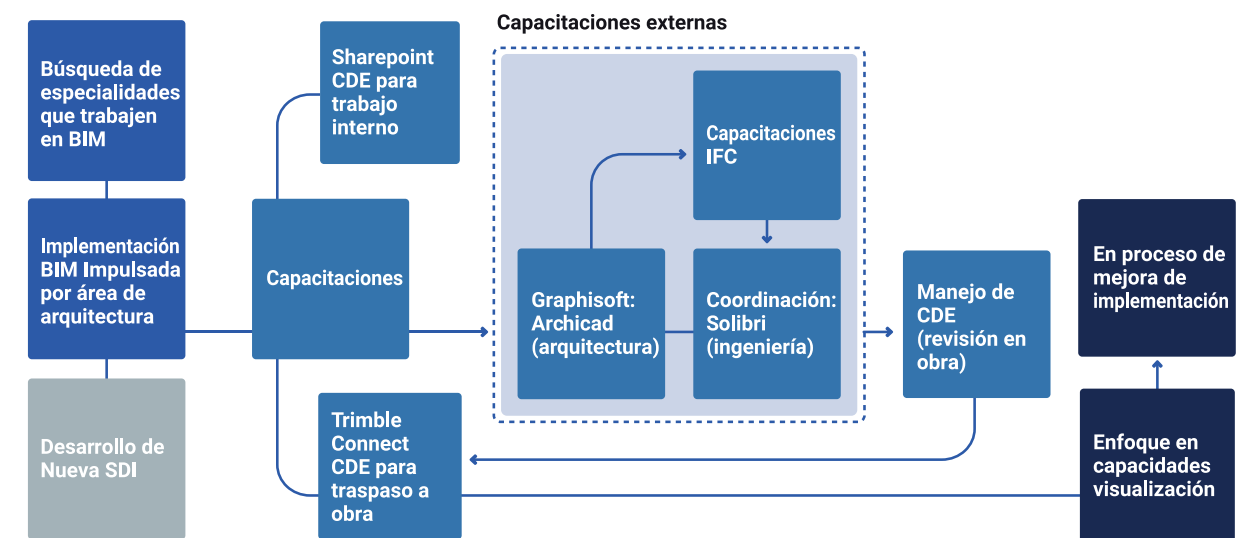 Capacitaciones externas
Búsqueda de
especialidades
que trabajen
en BIM
Implementación
BIM Impulsada
por área de
arquitectura
Desarrollo de
Nueva SDI
Sharepoint
CDE para
trabajo
interno
Capacitaciones
Trimble
Connect
CDE para
traspaso a
obra
Graphisoft:
Archicad
(arquitectura)
Capacitaciones
IFC
Coordinación:
Solibri
(ingeniería)
Manejo de
CDE
(revisión en
obra)
En proceso de
mejora de
implementación
Enfoque en
capacidades
visualización